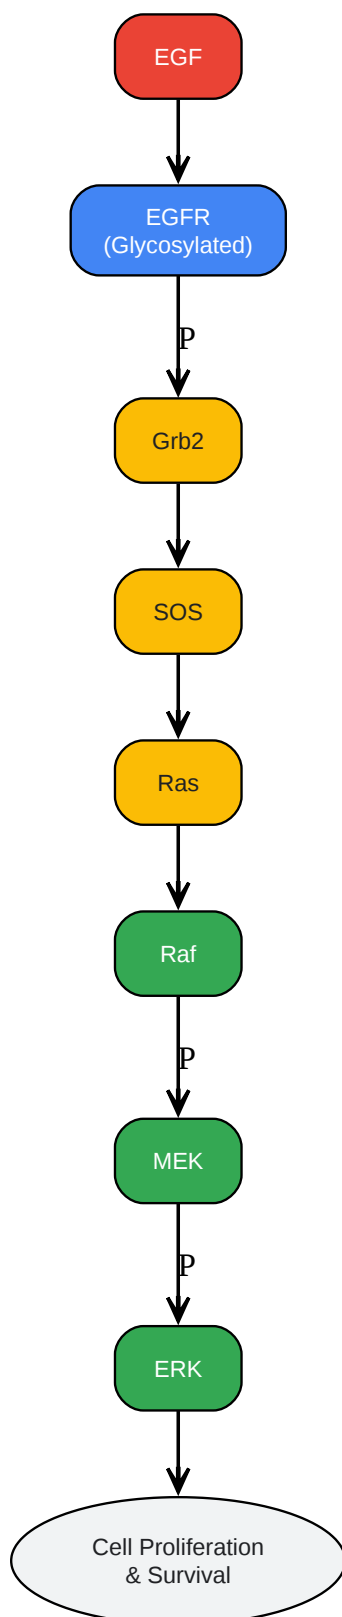 EGF
EGFR
(Glycosylated)
P
Grb2
SOS
Ras
Raf
P
MEK
P
ERK
Cell Proliferation
& Survival